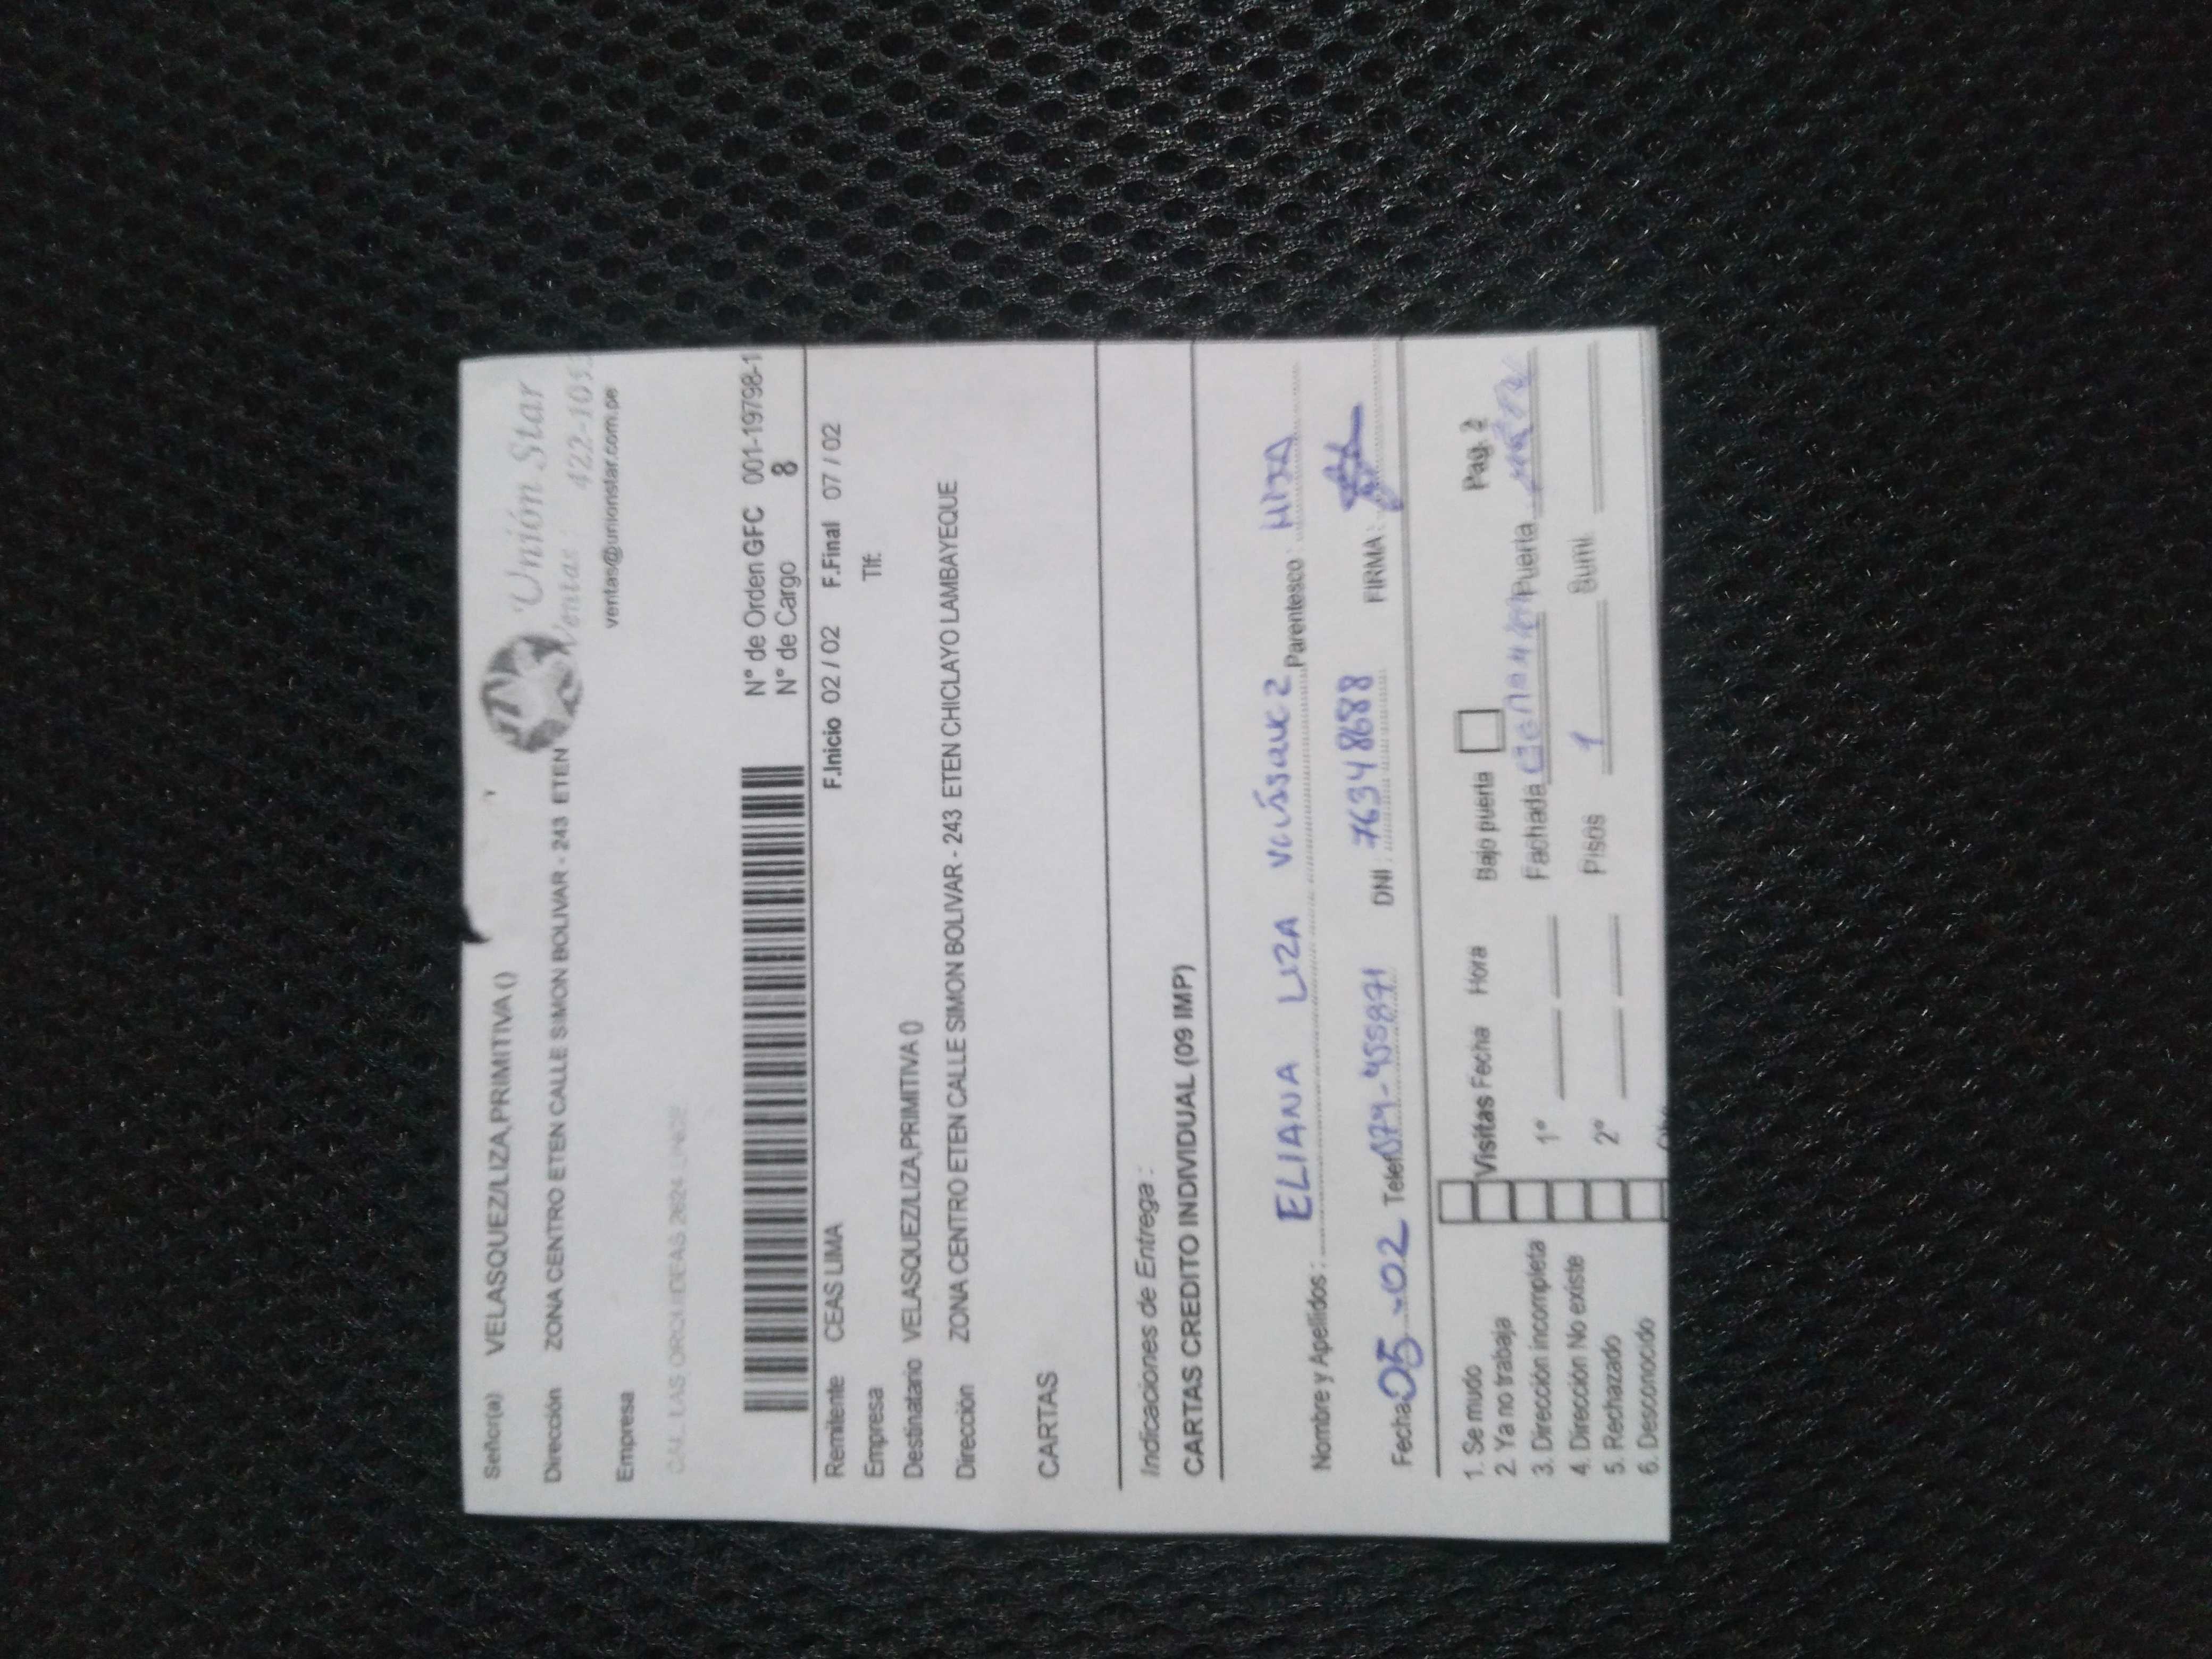 Señor(a) VELASQUEZ/LIZA,PRIMITIVA ()
Unión Star
Dirección ZONA CENTRO ETEN CALLE SIMON BOLIVAR - 243 ETEN
Ventas : 422-105
Empresa
ventas@unionstar.com.pe
CAL. LAS ORQUIDEAS 2624 LINCE
N° de Orden GFC 001-19798-1
N° de Cargo 8
Remitente CEAS LIMA F.Inicio 02 / 02 F.Final 07 / 02
Empresa Tlf:
Destinatario VELASQUEZ/LIZA,PRIMITIVA ()
Dirección ZONA CENTRO ETEN CALLE SIMON BOLIVAR - 243 ETEN CHICLAYO LAMBAYEQUE
CARTAS
Indicaciones de Entrega :
CARTAS CREDITO INDIVIDUAL (09 IMP)
Nombre y Apellidos : ELIANA LIZA Parentesco: HIJA
Fecha 05-02 Telef DNI : 76348688 FIRMA :
1. Se mudo
2. Ya no trabaja Visitas Fecha Hora Bajo puerta Pag. 2
3. Dirección incompleta 1° Fachada Puerta
4. Dirección No existe
5. Rechazado 2° Pisos 1 Sumi.
6. Desconocido